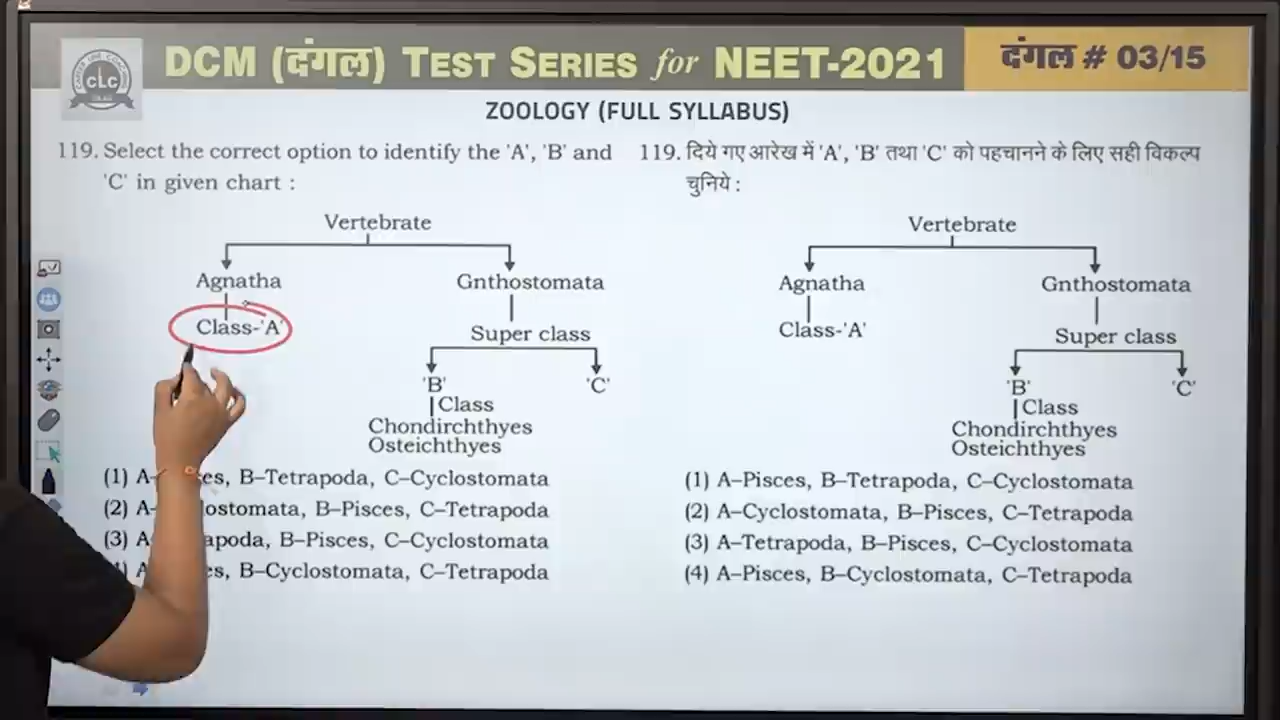 DCM (दंगल) TEST SERIES for NEET-2021
दंगल # 03/15
CLC
ZOOLOGY (FULL SYLLABUS)
119. Select the correct option to identify the 'A', 'B' and
'C' in given chart :
Vertebrate
Agnatha
Gnthostomata
Class-'A'
Super class
'B'
'C'
Class
Chondirchthyes
Osteichthyes
(1) A– B–Tetrapoda, C–Cyclostomata
(2) A– B–Pisces, C–Tetrapoda
(3) B–Pisces, C–Cyclostomata
B–Cyclostomata, C–Tetrapoda
119. दिये गए आरेख में 'A', 'B' तथा 'C' को पहचानने के लिए सही विकल्प
चुनिये :
Vertebrate
Agnatha
Gnthostomata
Class-'A'
Super class
'B'
'C'
Class
Chondirchthyes
Osteichthyes
(1) A–Pisces, B–Tetrapoda, C–Cyclostomata
(2) A–Cyclostomata, B–Pisces, C–Tetrapoda
(3) A–Tetrapoda, B–Pisces, C–Cyclostomata
(4) A–Pisces, B–Cyclostomata, C–Tetrapoda